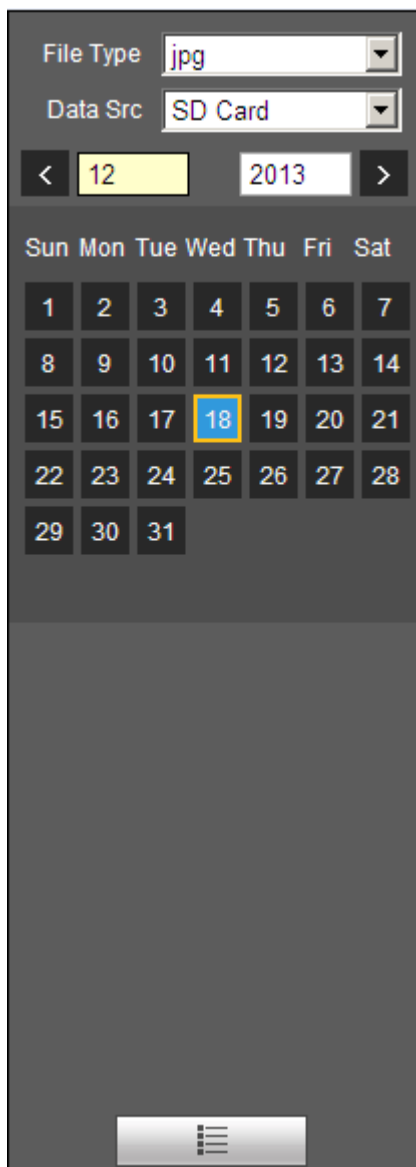 File Type jpg
Data Src SD Card
< 12 2013 >
Sun Mon Tue Wed Thu Fri Sat
1 2 3 4 5 6 7
8 9 10 11 12 13 14
15 16 17 18 19 20 21
22 23 24 25 26 27 28
29 30 31